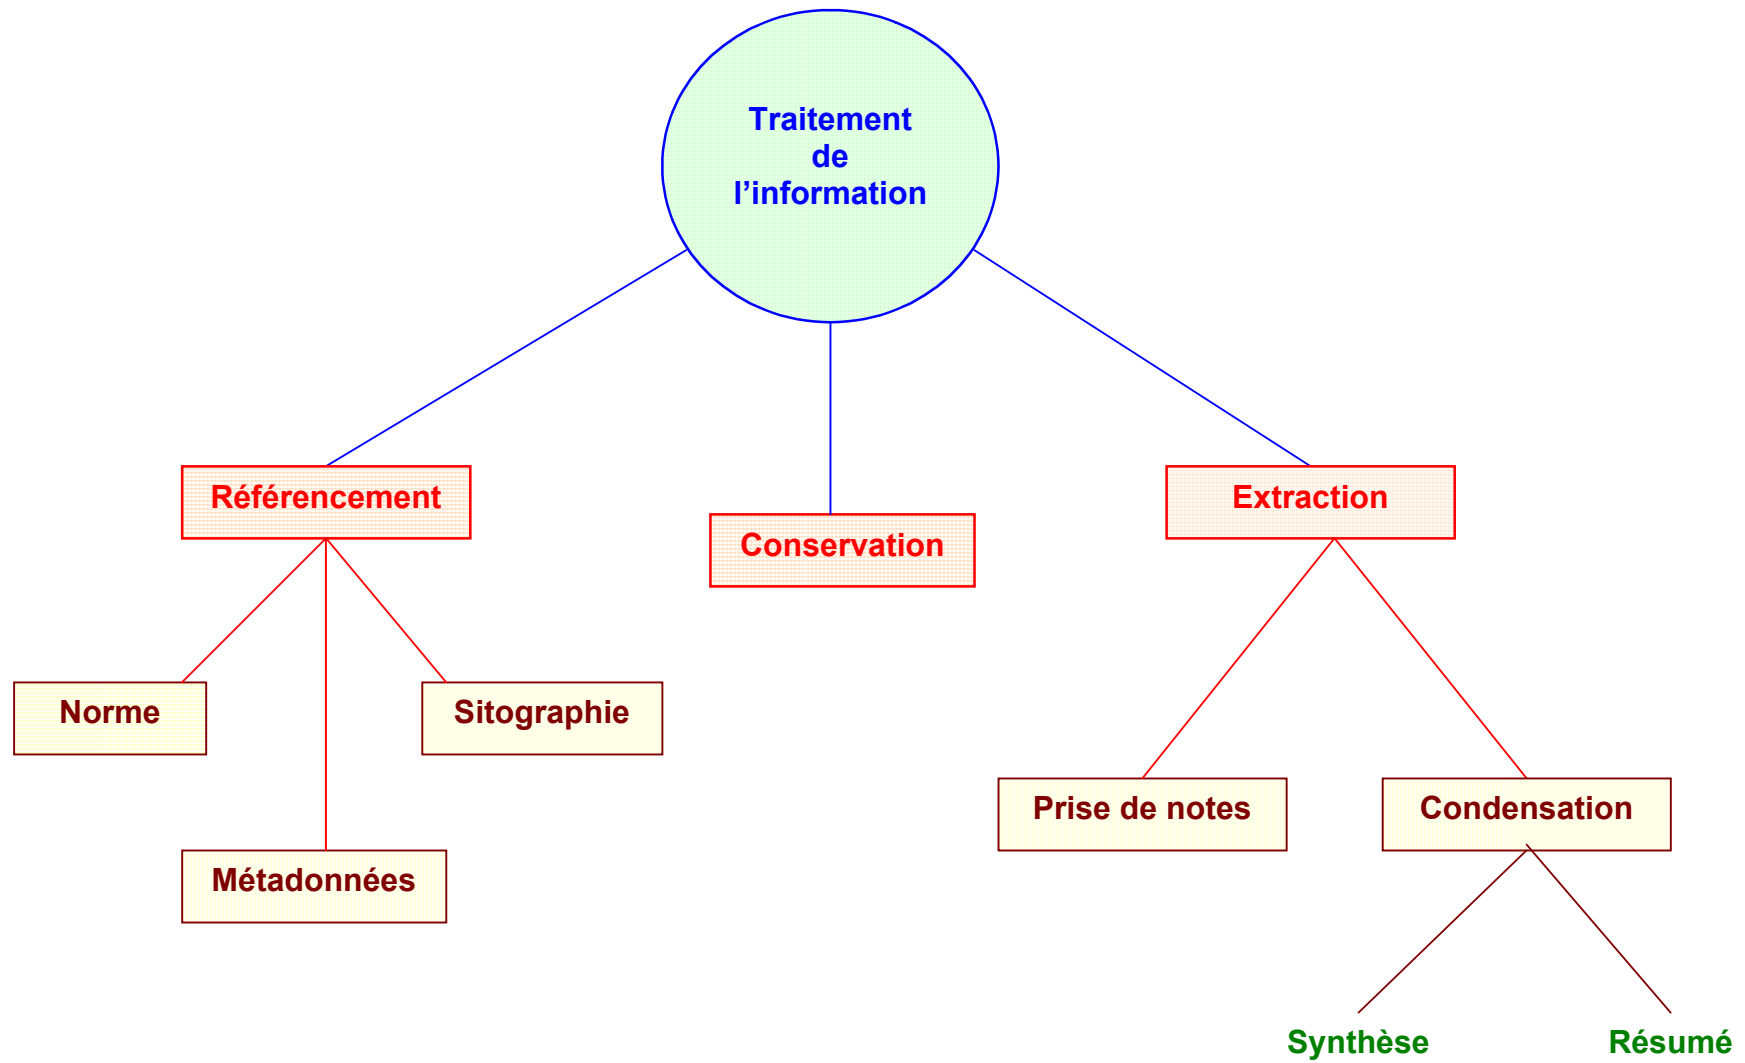 Traitement
de
l’information
Référencement
Conservation
Extraction
Norme
Sitographie
Métadonnées
Prise de notes
Condensation
Synthèse
Résumé